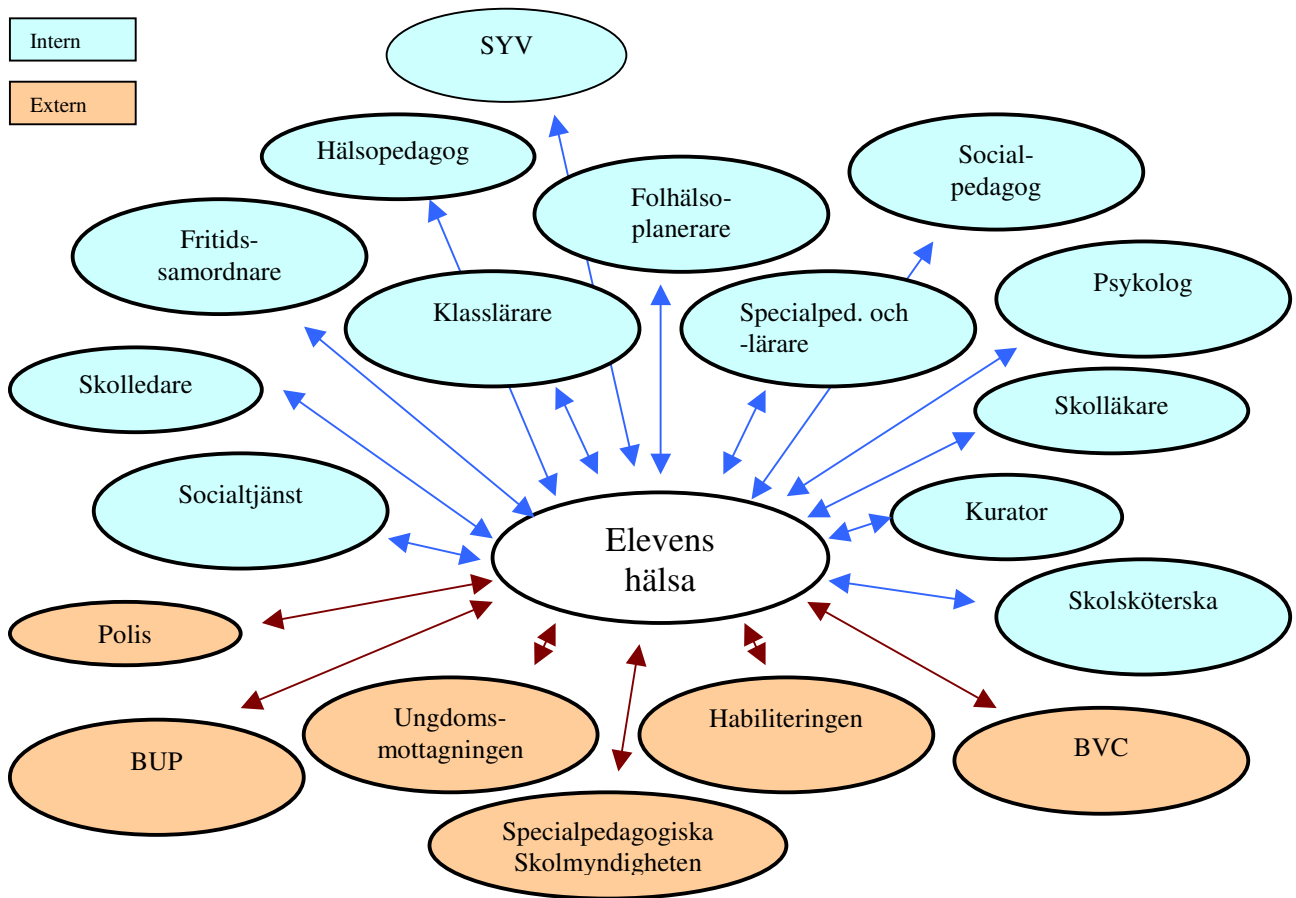 Intern
Extern
SYV
Hälsopedagog
Folhälso-
planerare
Social-
pedagog
Fritids-
samordnare
Klasslärare
Specialped. och
-lärare
Psykolog
Skolledare
Skolläkare
Socialtjänst
Kurator
Elevens
hälsa
Skolsköterska
Polis
BUP
Ungdoms-
mottagningen
Habiliteringen
BVC
Specialpedagogiska
Skolmyndigheten